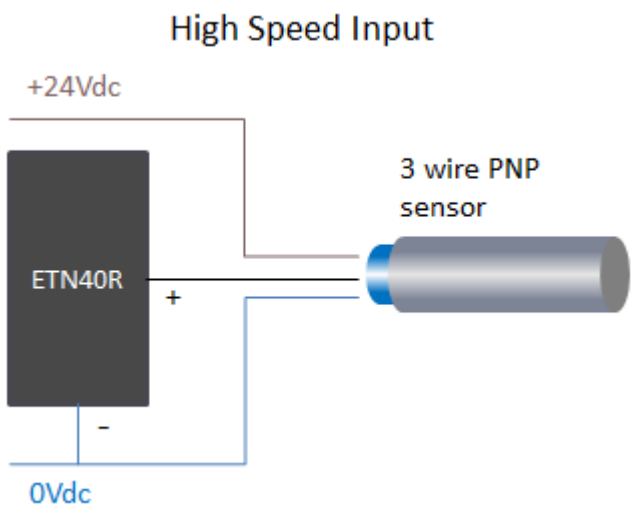 High Speed Input
+24Vdc
3 wire PNP
sensor
ETN40R
+
-
0Vdc